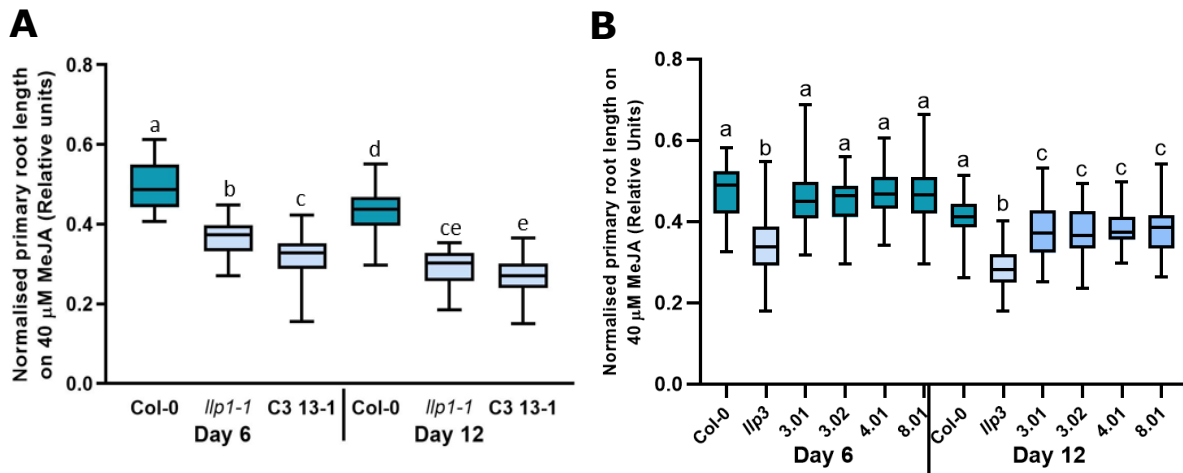 A
Normalised primary root length
on 40 μM MeJA (Relative units)
0.8
0.6
0.4
0.2
0.0
a
b
c
d
ce
e
Col-0
llp1-1
C3 13-1
Col-0
llp1-1
C3 13-1
Day 6
Day 12
B
Normalised primary root length on
40 μM MeJA (Relative Units)
0.8
0.6
0.4
0.2
0.0
a
b
a
a
a
a
a
b
c
c
c
c
Col-0
llp3
3.01
3.02
4.01
8.01
Col-0
llp3
3.01
3.02
4.01
8.01
Day 6
Day 12